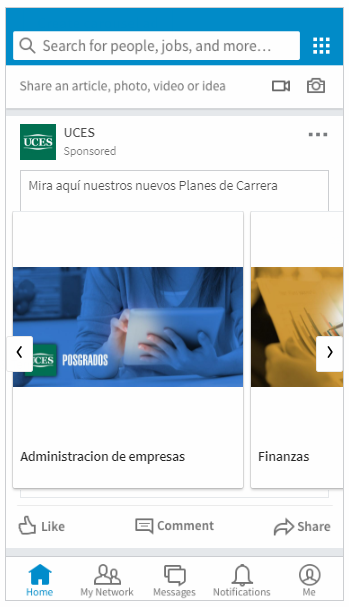 Search for people, jobs, and more...
Share an article, photo, video or idea
UCES
UCES
Sponsored
Mira aquí nuestros nuevos Planes de Carrera
UCES
POSGRADOS
Administracion de empresas
Finanzas
Like
Comment
Share
Home
My Network
Messages
Notifications
Me